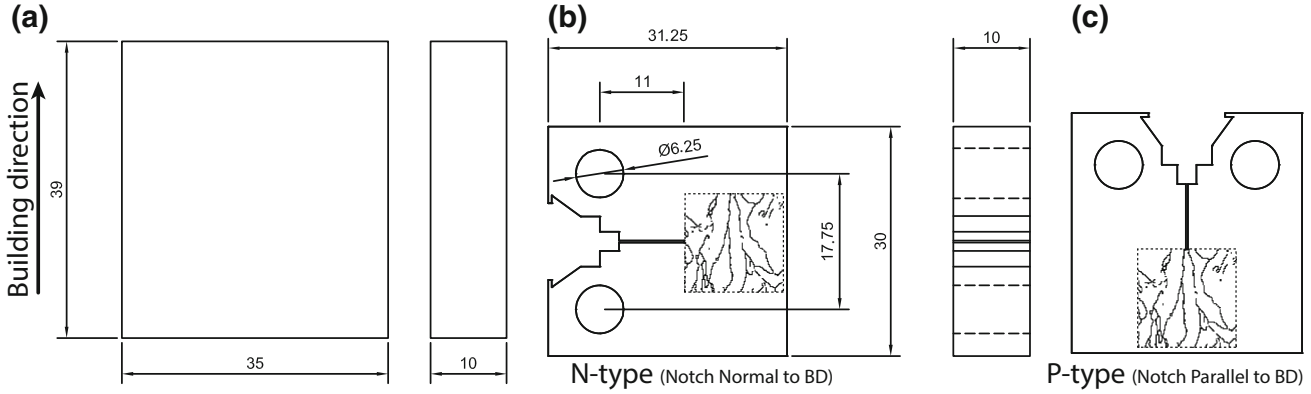 (a)
Building direction
39
35
10
(b)
31.25
11
Ø6.25
17.75
30
N-type (Notch Normal to BD)
10
(c)
P-type (Notch Parallel to BD)